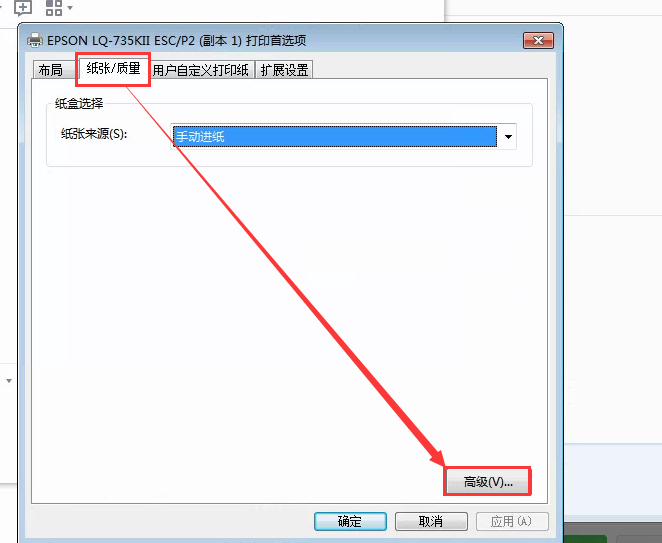 EPSON LQ-735KII ESC/P2 (副本 1) 打印首选项
布局 纸张/质量 用户自定义打印纸 扩展设置
纸盒选择
纸张来源(S): 手动进纸
高级(V)...
确定 取消 应用(A)